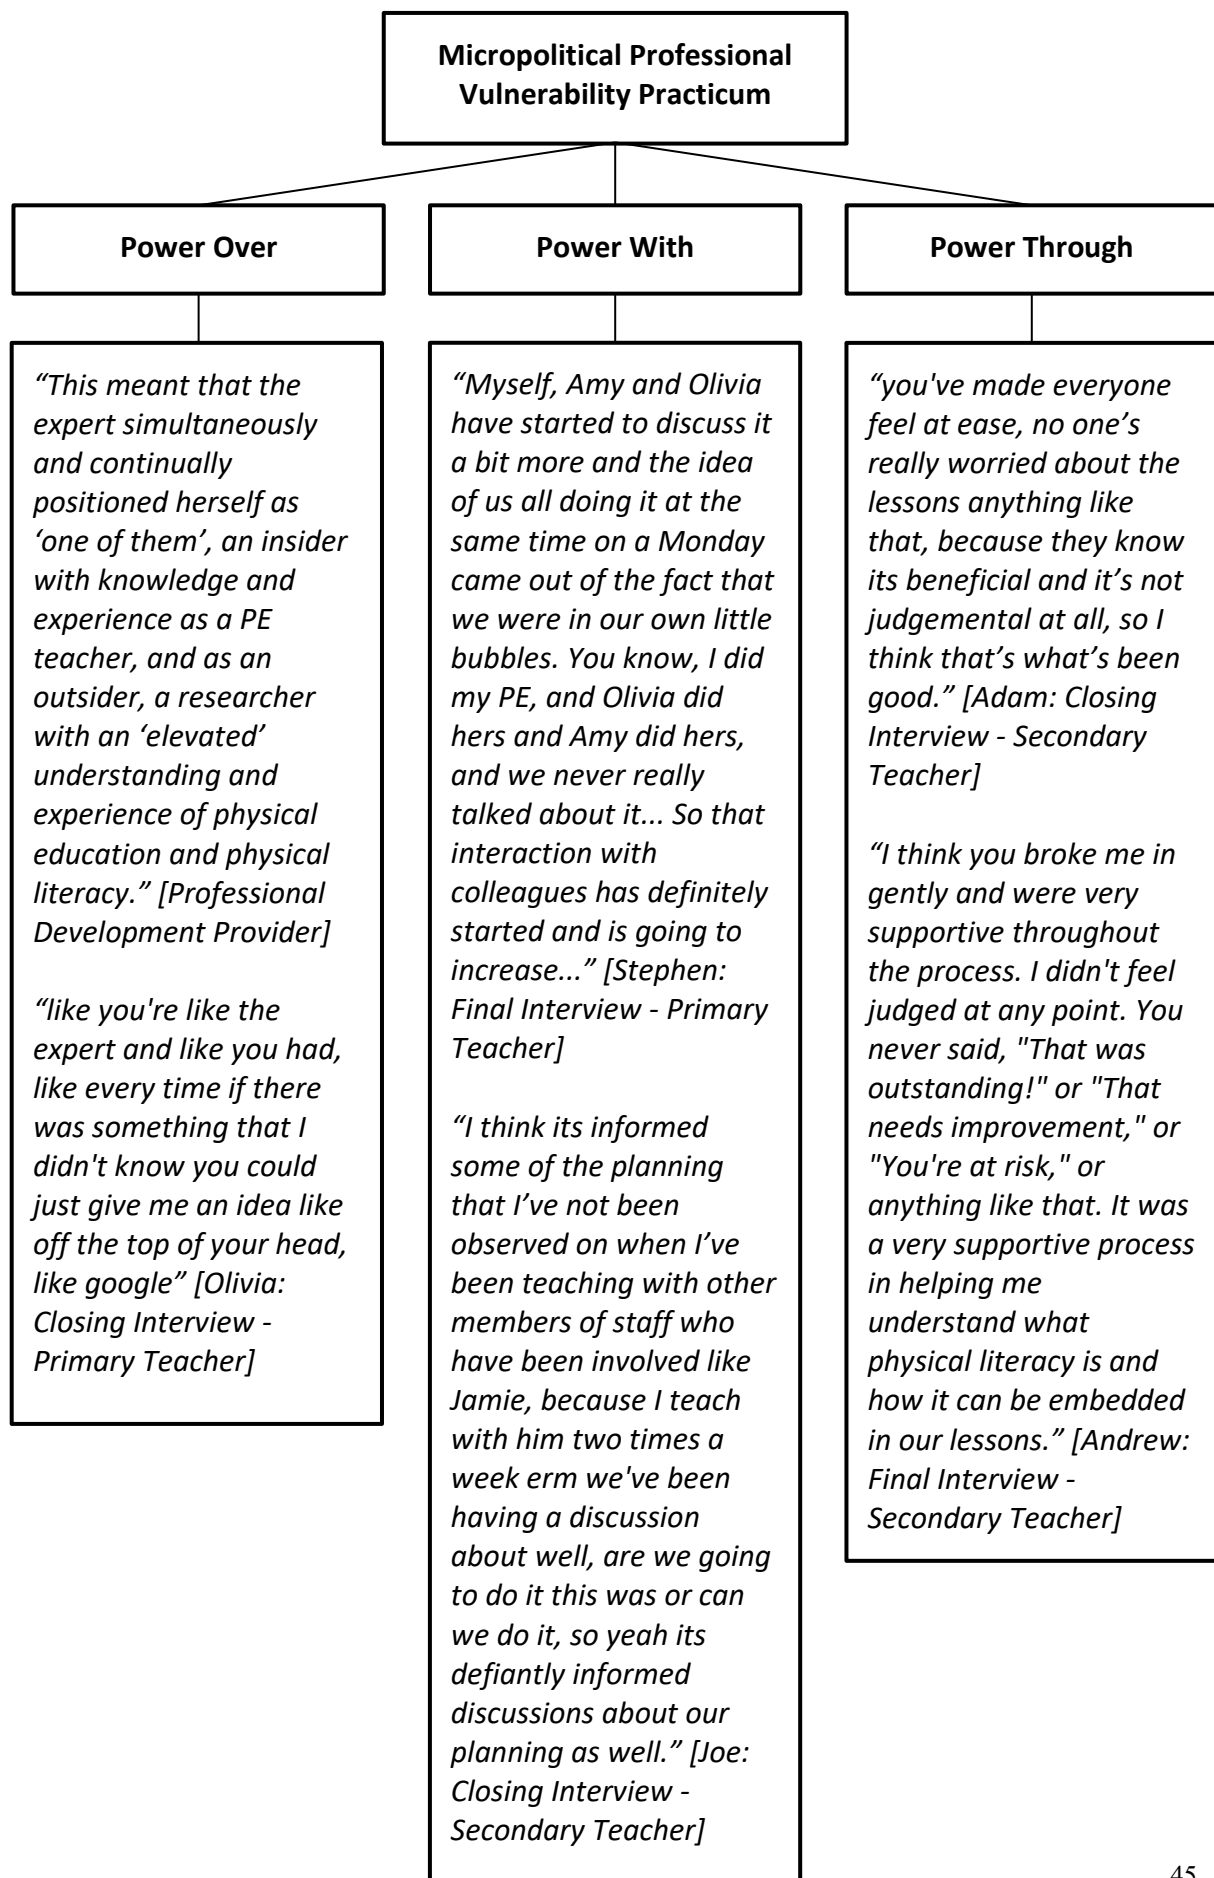 Micropolitical Professional
Vulnerability Practicum
Power Over
Power With
Power Through
“This meant that the
expert simultaneously
and continually
positioned herself as
‘one of them’, an insider
with knowledge and
experience as a PE
teacher, and as an
outsider, a researcher
with an ‘elevated’
understanding and
experience of physical
education and physical
literacy.” [Professional
Development Provider]
“like you're like the
expert and like you had,
like every time if there
was something that I
didn't know you could
just give me an idea like
off the top of your head,
like google” [Olivia:
Closing Interview -
Primary Teacher]
“Myself, Amy and Olivia
have started to discuss it
a bit more and the idea
of us all doing it at the
same time on a Monday
came out of the fact that
we were in our own little
bubbles. You know, I did
my PE, and Olivia did
hers and Amy did hers,
and we never really
talked about it... So that
interaction with
colleagues has definitely
started and is going to
increase...” [Stephen:
Final Interview - Primary
Teacher]
“I think its informed
some of the planning
that I’ve not been
observed on when I’ve
been teaching with other
members of staff who
have been involved like
Jamie, because I teach
with him two times a
week erm we've been
having a discussion
about well, are we going
to do it this was or can
we do it, so yeah its
defiantly informed
discussions about our
planning as well.” [Joe:
Closing Interview -
Secondary Teacher]
“you've made everyone
feel at ease, no one’s
really worried about the
lessons anything like
that, because they know
its beneficial and it’s not
judgemental at all, so I
think that’s what’s been
good.” [Adam: Closing
Interview - Secondary
Teacher]
“I think you broke me in
gently and were very
supportive throughout
the process. I didn't feel
judged at any point. You
never said, "That was
outstanding!" or "That
needs improvement," or
"You're at risk," or
anything like that. It was
a very supportive process
in helping me
understand what
physical literacy is and
how it can be embedded
in our lessons.” [Andrew:
Final Interview -
Secondary Teacher]
45